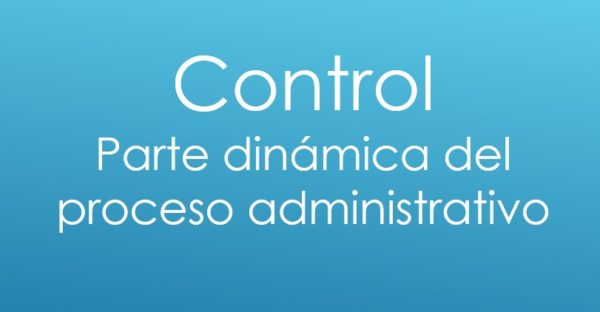 Control
Parte dinámica del
proceso administrativo